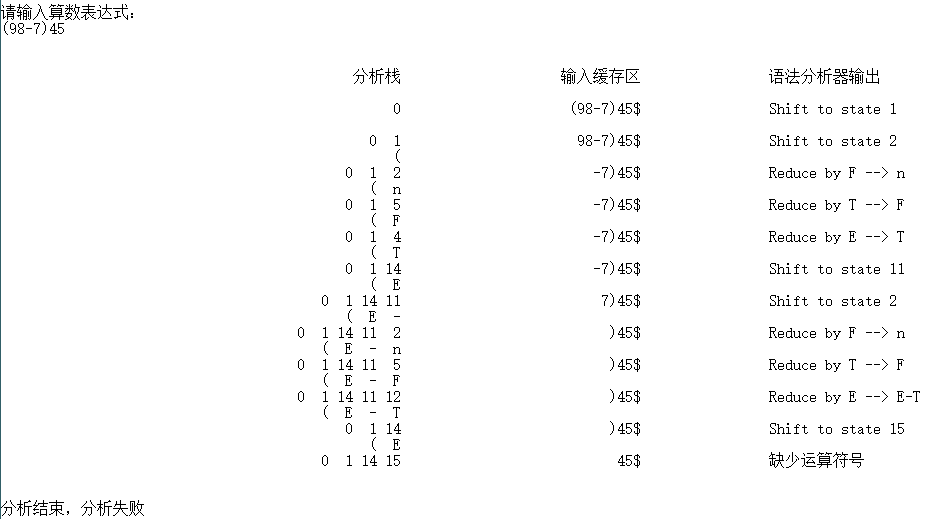 请输入算数表达式:
(98-7)45
分析栈 输入缓存区 语法分析器输出
0 (98-7)45$ Shift to state 1
0 1 98-7)45$ Shift to state 2
(
0 1 2 -7)45$ Reduce by F --> n
( n
0 1 5 -7)45$ Reduce by T --> F
( F
0 1 4 -7)45$ Reduce by E --> T
( T
0 1 14 -7)45$ Shift to state 11
( E
0 1 14 11 7)45$ Shift to state 2
( E -
0 1 14 11 2 )45$ Reduce by F --> n
( E - n
0 1 14 11 5 )45$ Reduce by T --> F
( E - F
0 1 14 11 12 )45$ Reduce by E --> E-T
( E - T
0 1 14 )45$ Shift to state 15
( E
0 1 14 15 45$ 缺少运算符号
分析结束，分析失败